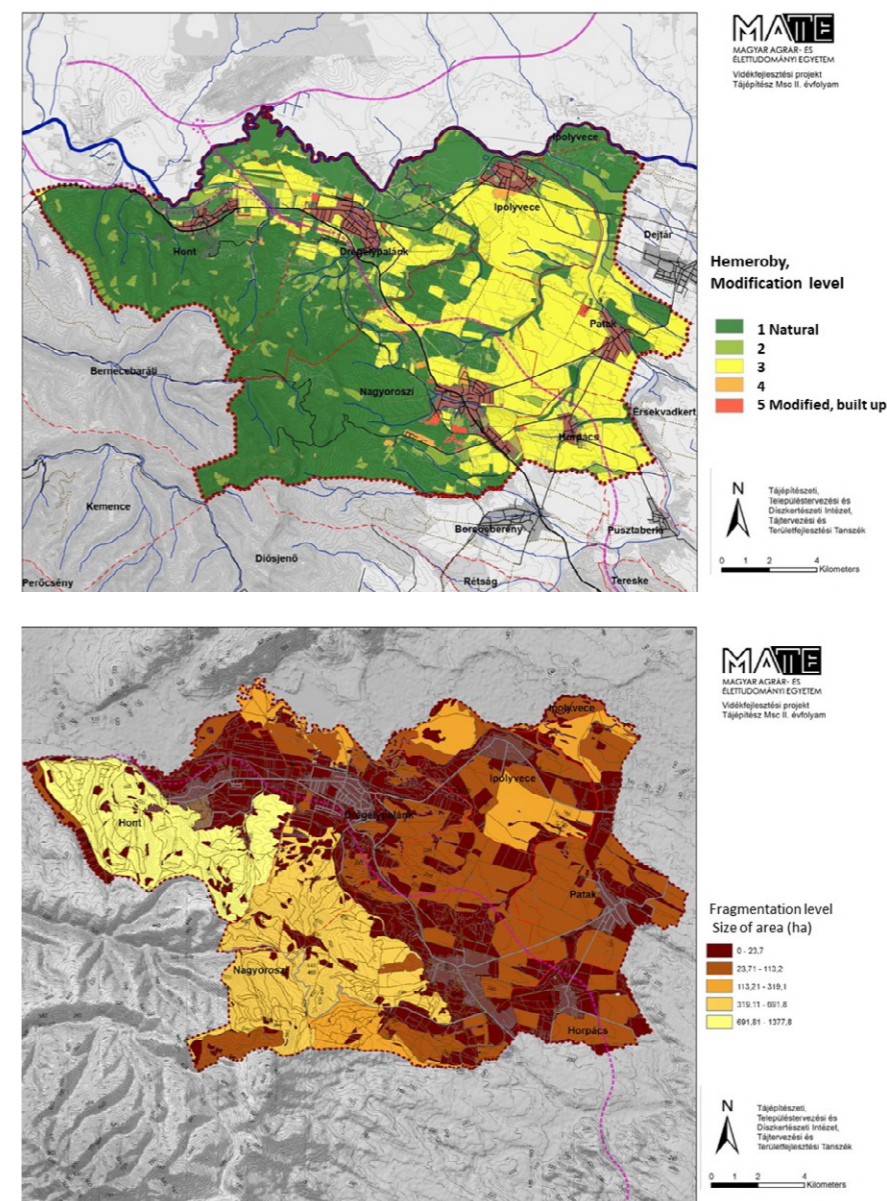 MATE
MAGYAR AGRÁR- ÉS
ÉLETTUDOMÁNYI EGYETEM
Vidékfejlesztési projekt
Tájépítész Msc II. évfolyam
Ipolyvece
Ipolyvece
Dejtár
Hont
Drégelypalánk
Patak
Bernecebaráti
Nagyoroszi
Érsekvadkert
Horpács
Kemence
Borsosberény
Pusztaberki
Diósjenő
Perőcsény
Rétság
Tereske
Hemeroby,
Modification level
1 Natural
2
3
4
5 Modified, built up
N
Tájépítészeti,
Településtervezési és
Díszkertészeti Intézet,
Tájtervezési és
Területfejlesztési Tanszék
0 1 2 4
Kilometers
MATE
MAGYAR AGRÁR- ÉS
ÉLETTUDOMÁNYI EGYETEM
Vidékfejlesztési projekt
Tájépítész Msc II. évfolyam
Ipolyvece
Ipolyvece
Hont
Drégelypalánk
Patak
Nagyoroszi
Horpács
Fragmentation level
Size of area (ha)
0 - 23,7
23,71 - 113,2
113,21 - 319,1
319,11 - 691,8
691,81 - 1377,8
N
Tájépítészeti,
Településtervezési és
Díszkertészeti Intézet,
Tájtervezési és
Területfejlesztési Tanszék
0 1 2 4
Kilometers